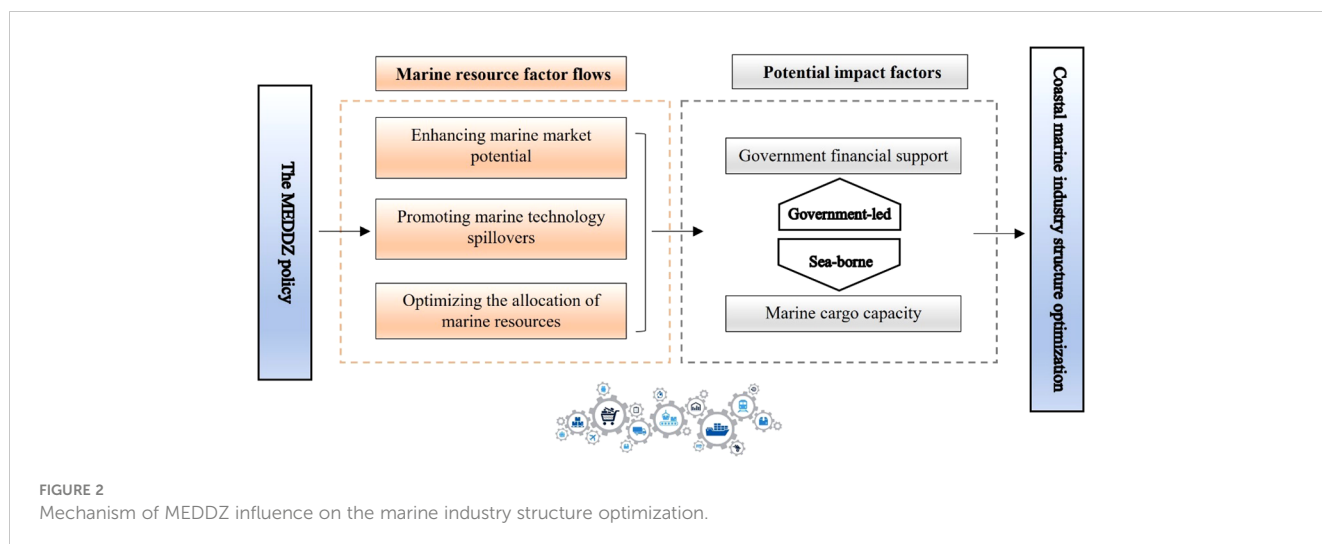 The MEDDZ policy
Marine resource factor flows
Enhancing marine market
potential
Promoting marine technology
spillovers
Optimizing the allocation of
marine resources
Potential impact factors
Government financial support
Government-led
Sea-borne
Marine cargo capacity
Coastal marine industry structure optimization
FIGURE 2
Mechanism of MEDDZ influence on the marine industry structure optimization.